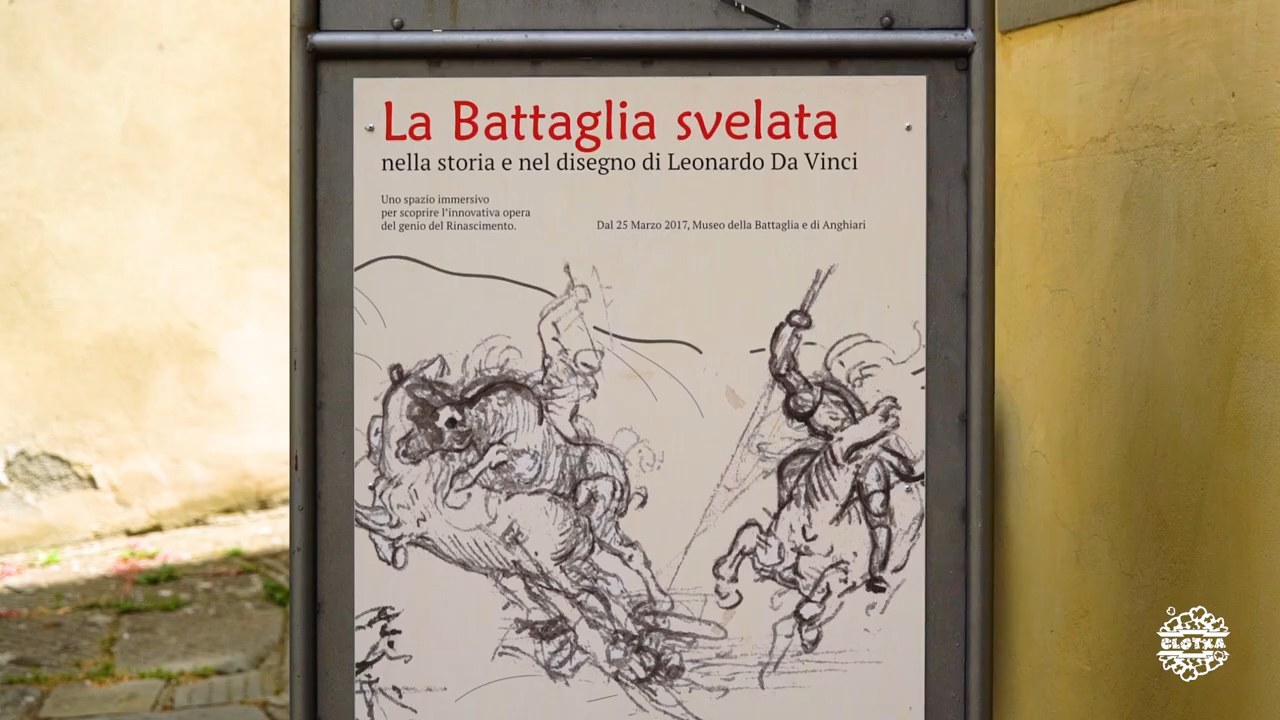 La Battaglia svelata
nella storia e nel disegno di Leonardo Da Vinci
Uno spazio immersivo
per scoprire l'innovativa opera
del genio del Rinascimento.
Dal 25 Marzo 2017, Museo della Battaglia e di Anghiari
CLOTXA